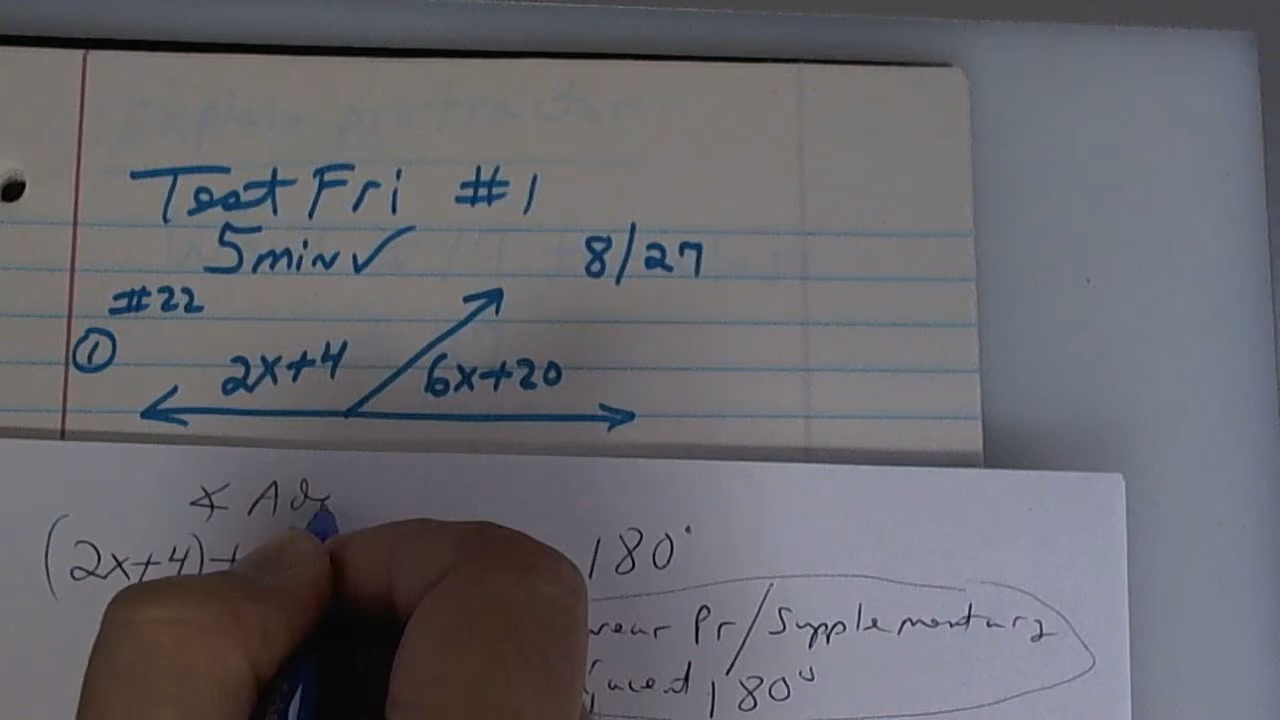 Test Fri #1
5min✓ 8/27
#22
① 2x+4 6x+20
∡ Ad
(2x+4)+ 180°
Pr/Supplementary
180°